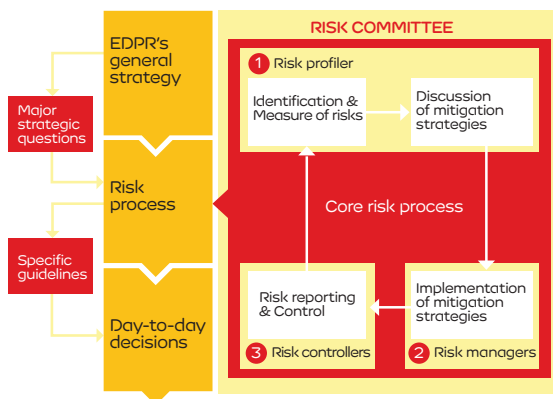 EDPR's
general
strategy
Major
strategic
questions
Risk
process
Specific
guidelines
Day-to-day
decisions
RISK COMMITTEE
1 Risk profiler
Identification &
Measure of risks
Discussion
of mitigation
strategies
Core risk process
Risk reporting
& Control
Implementation
of mitigation
strategies
3 Risk controllers
2 Risk managers